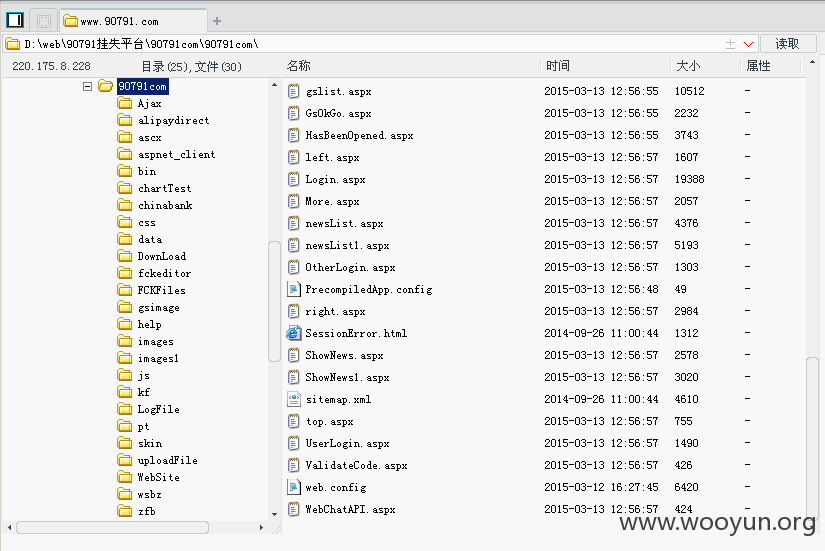 www.90791.com
D:\web\90791挂失平台\90791com\90791com\ 读取
220.175.8.228 目录(25),文件(30) 名称 时间 大小 属性
90791com
Ajax
alipaydirect
ascx
aspnet_client
bin
chartTest
chinabank
css
data
DownLoad
fckeditor
FCKFiles
gsimage
help
images
images1
js
kf
LogFile
pt
skin
uploadFile
WebSite
wsbz
zfb
gslist.aspx 2015-03-13 12:56:55 10512 -
GsOkGo.aspx 2015-03-13 12:56:55 2232 -
HasBeenOpened.aspx 2015-03-13 12:56:55 3743 -
left.aspx 2015-03-13 12:56:57 1607 -
Login.aspx 2015-03-13 12:56:57 19388 -
More.aspx 2015-03-13 12:56:57 2057 -
newsList.aspx 2015-03-13 12:56:57 4376 -
newsList1.aspx 2015-03-13 12:56:57 5193 -
OtherLogin.aspx 2015-03-13 12:56:57 1303 -
PrecompiledApp.config 2015-03-13 12:56:48 49 -
right.aspx 2015-03-13 12:56:57 2984 -
SessionError.html 2014-09-26 11:00:44 1312 -
ShowNews.aspx 2015-03-13 12:56:57 2578 -
ShowNews1.aspx 2015-03-13 12:56:57 3020 -
sitemap.xml 2014-09-26 11:00:44 4610 -
top.aspx 2015-03-13 12:56:57 755 -
UserLogin.aspx 2015-03-13 12:56:57 1490 -
ValidateCode.aspx 2015-03-13 12:56:57 426 -
web.config 2015-03-12 16:27:45 6420 -
WebChatAPI.aspx 2015-03-13 12:56:57 424 -
www.wooyun.org